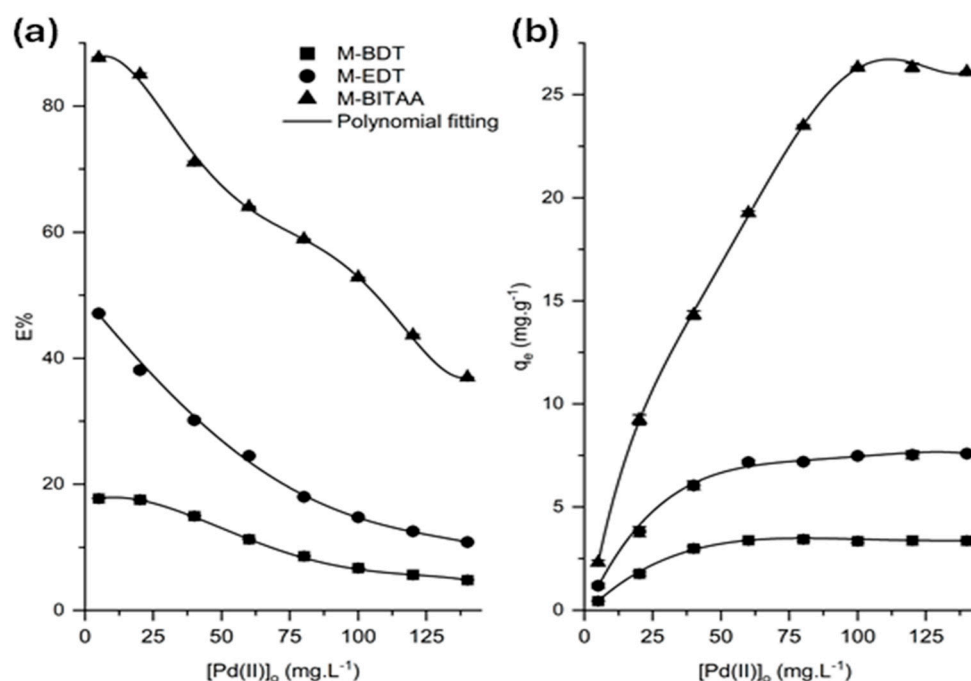 (a)
M-BDT
M-EDT
M-BITAA
Polynomial fitting
E%
80
60
40
20
0
0 25 50 75 100 125
[Pd(II)]₀ (mg.L⁻¹)
(b)
qₑ (mg.g⁻¹)
25
20
15
10
5
0
0 25 50 75 100 125
[Pd(II)]₀ (mg.L⁻¹)